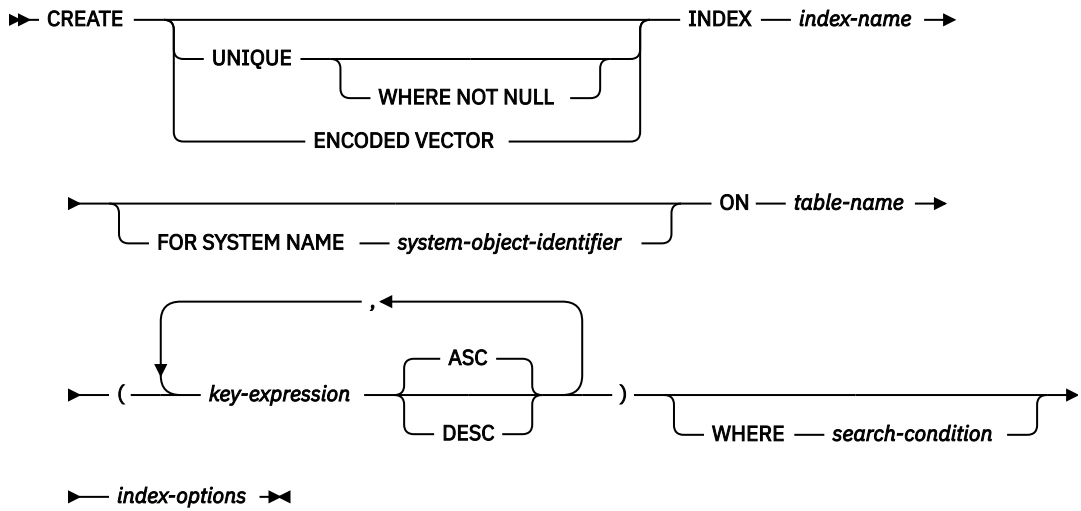 CREATE INDEX index-name
UNIQUE
WHERE NOT NULL
ENCODED VECTOR
ON table-name
FOR SYSTEM NAME system-object-identifier
,
ASC
( key-expression )
DESC
WHERE search-condition
index-options